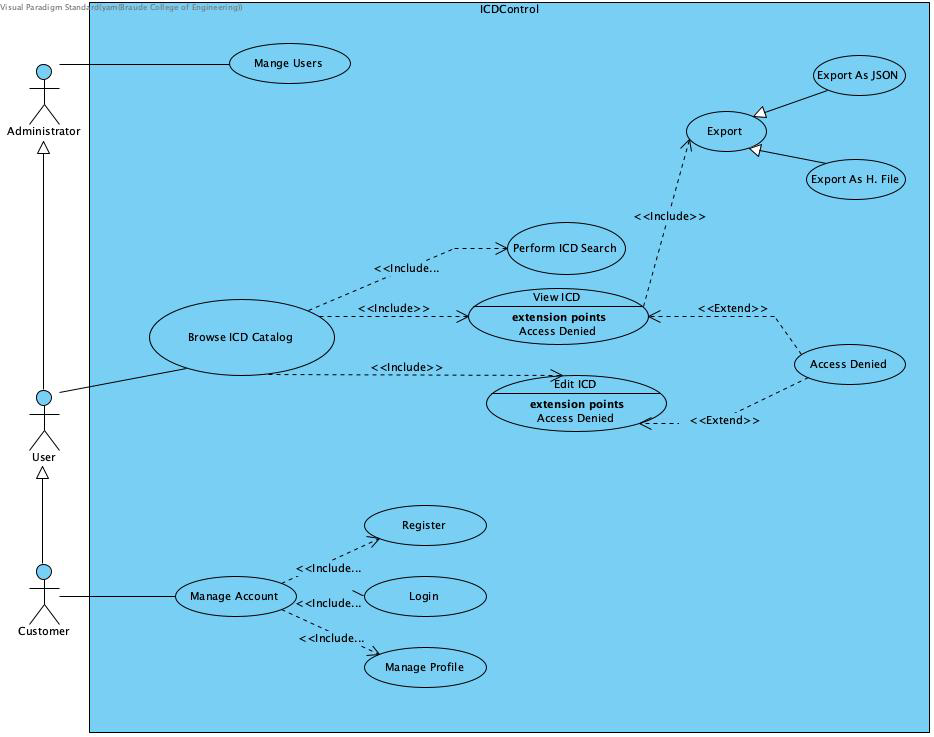 Visual Paradigm Standard(yam(Braude College of Engineering))
ICDControl
Mange Users
Export As JSON
Administrator
Export
Export As H. File
<<Include>>
Perform ICD Search
<<Include...
View ICD
<<Include>>
<<Extend>>
extension points
Access Denied
Browse ICD Catalog
Access Denied
<<Include>>
Edit ICD
extension points
Access Denied
<<Extend>>
User
Register
<<Include...
Manage Account
<<Include...
Login
Customer
<<Include...
Manage Profile